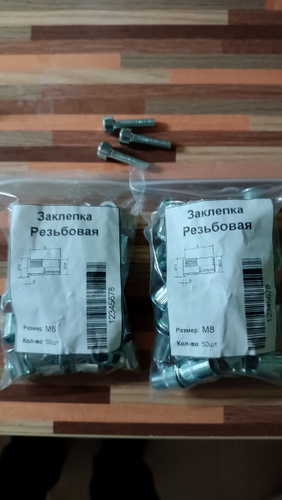 Заклепка
Резьбовая
Размер: М6
Кол-во: 50шт
12345678
Заклепка
Резьбовая
Размер: М8
Кол-во: 50шт
12345678